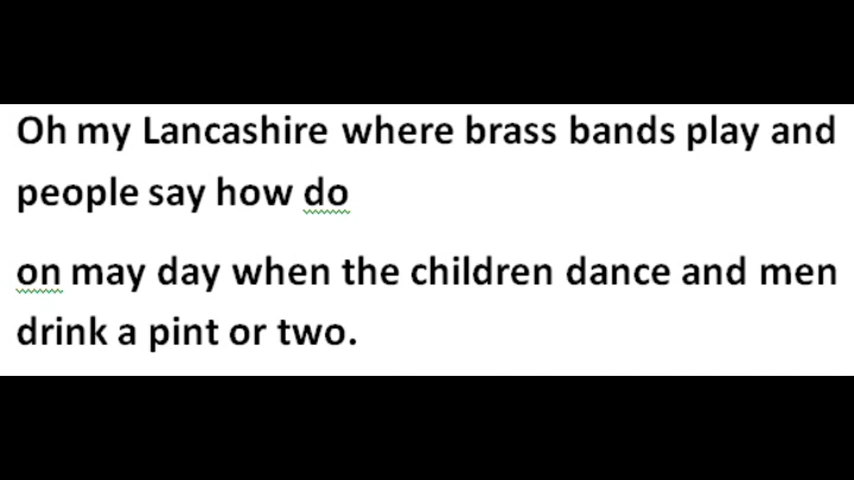 Oh my Lancashire where brass bands play and
people say how do
on may day when the children dance and men
drink a pint or two.